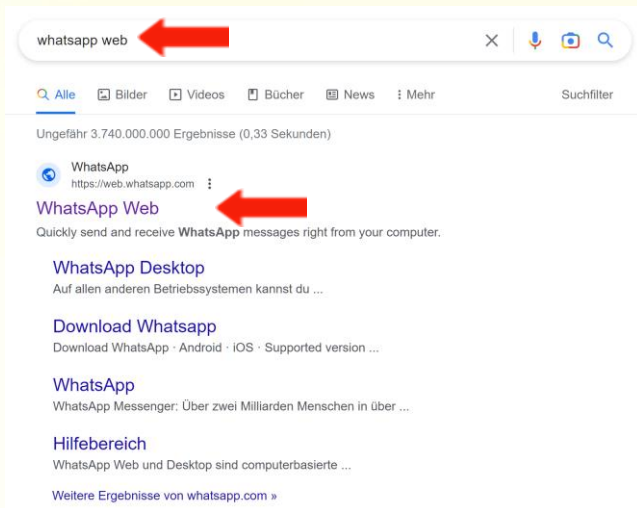 whatsapp web
Alle Bilder Videos Bücher News Mehr Suchfilter
Ungefähr 3.740.000.000 Ergebnisse (0,33 Sekunden)
WhatsApp
https://web.whatsapp.com
WhatsApp Web
Quickly send and receive WhatsApp messages right from your computer.
WhatsApp Desktop
Auf allen anderen Betriebssystemen kannst du ...
Download Whatsapp
Download WhatsApp · Android · iOS · Supported version ...
WhatsApp
WhatsApp Messenger: Über zwei Milliarden Menschen in über ...
Hilfebereich
WhatsApp Web und Desktop sind computerbasierte ...
Weitere Ergebnisse von whatsapp.com »